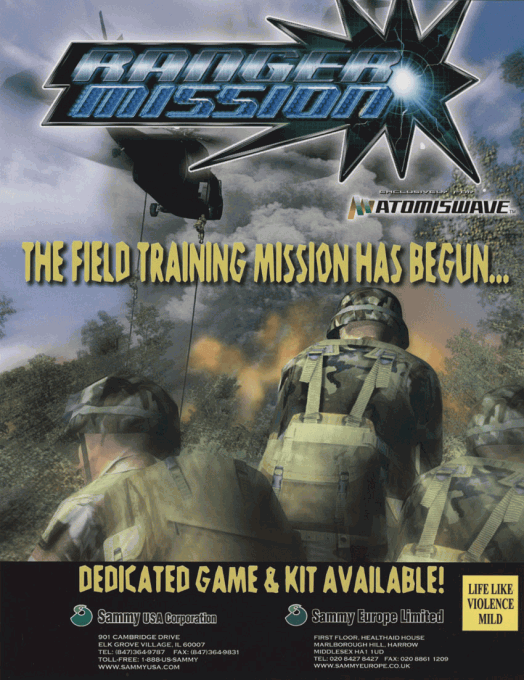 RANGER
MISSION
EXCLUSIVELY FOR
ATOMISWAVE™
THE FIELD TRAINING MISSION HAS BEGUN...
DEDICATED GAME & KIT AVAILABLE!
Sammy USA Corporation
901 CAMBRIDGE DRIVE
ELK GROVE VILLAGE, IL 60007
TEL: (847)364-9787 FAX: (847)364-9831
TOLL-FREE: 1-888-US-SAMMY
WWW.SAMMYUSA.COM
Sammy Europe Limited
FIRST FLOOR, HEALTHAID HOUSE
MARLBOROUGH HILL, HARROW
MIDDLESEX HA1 1UD
TEL: 020 8427 8427 FAX: 020 8861 1209
WWW.SAMMYEUROPE.CO.UK
LIFE LIKE
VIOLENCE
MILD